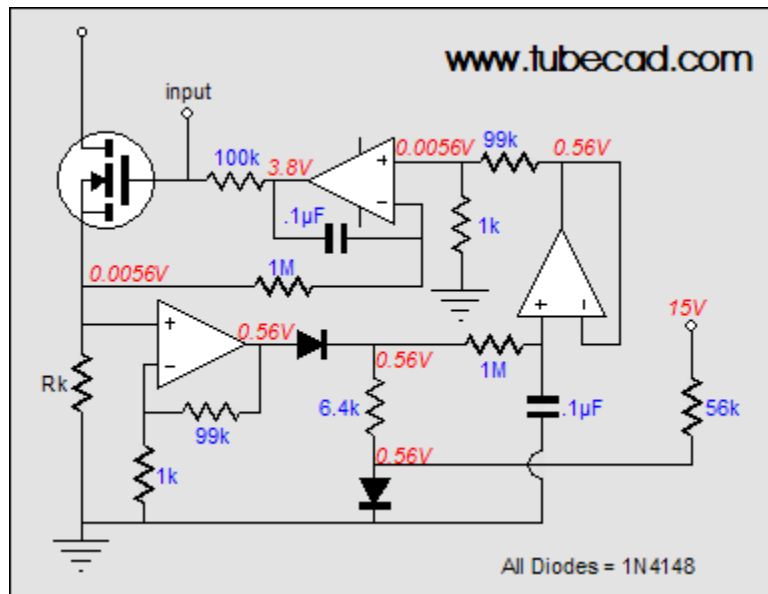 www.tubecad.com
input
100k
3.8V
+
0.0056V
99k
0.56V
-
.1µF
1k
0.0056V
1M
+
-
15V
+
0.56V
-
0.56V
1M
Rk
99k
6.4k
.1µF
56k
1k
0.56V
All Diodes = 1N4148